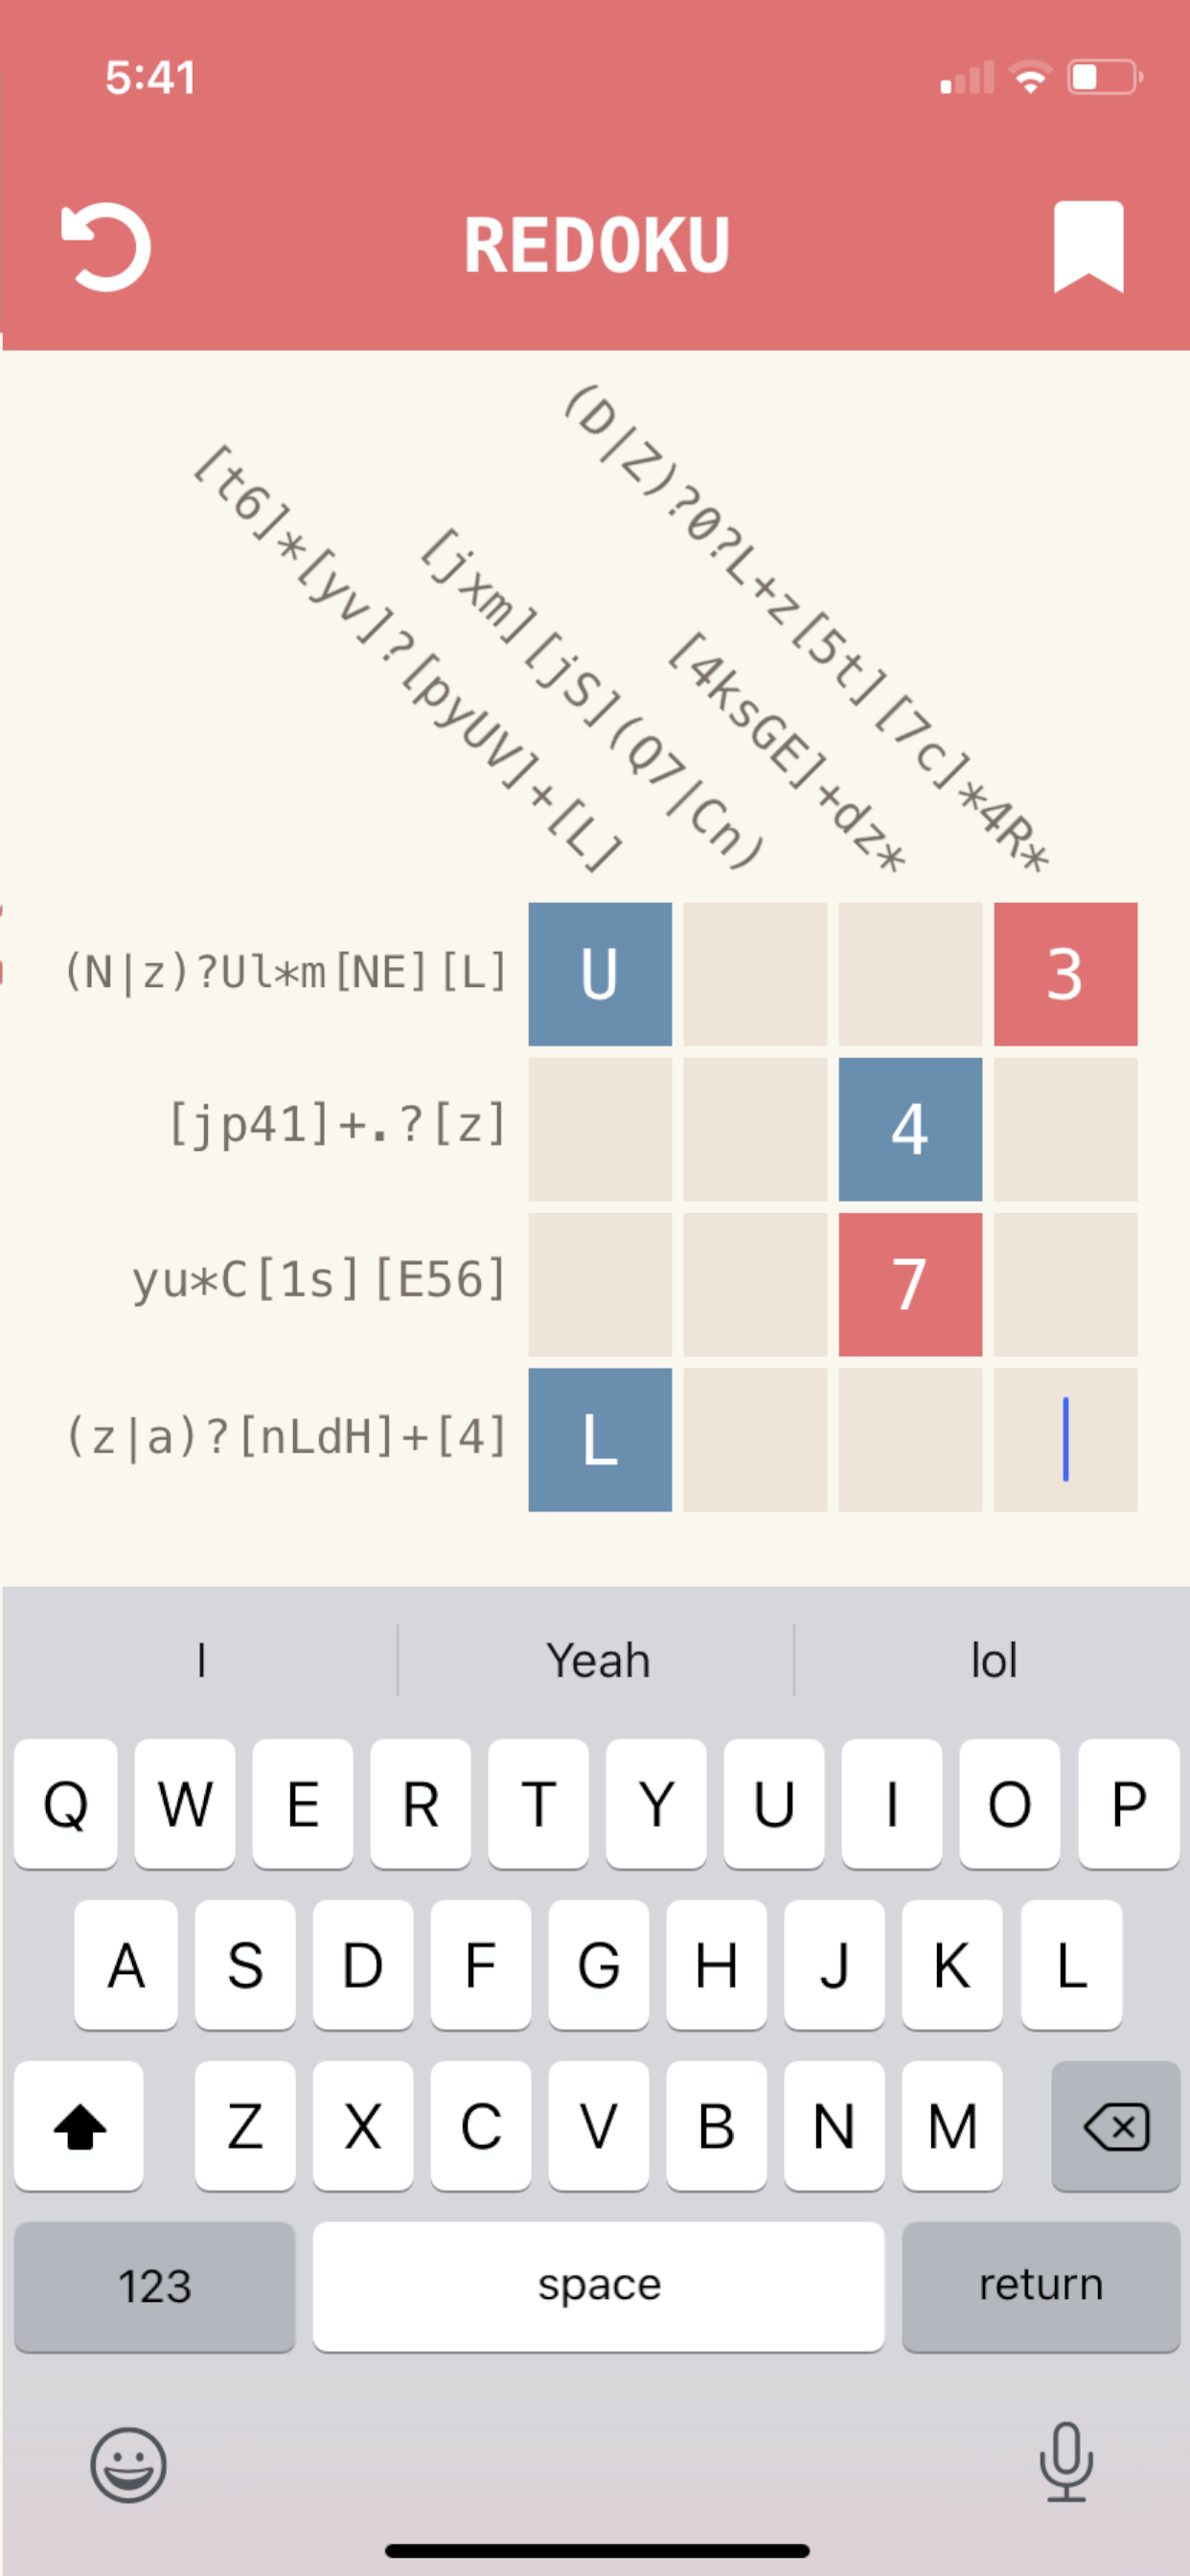 5:41
REDOKU
(D|Z)?0?L+z[5t][7c]*4R*
[t6]*[yv]?[pyUV]+[L]
[jxm][jS](Q7|Cn)
[4ksGE]+dz*
(N|z)?Ul*m[NE][L]
U
3
[jp41]+.?[z]
4
yu*C[1s][E56]
7
(z|a)?[nLdH]+[4]
L
I Yeah lol
Q W E R T Y U I O P
A S D F G H J K L
Z X C V B N M
123 space return